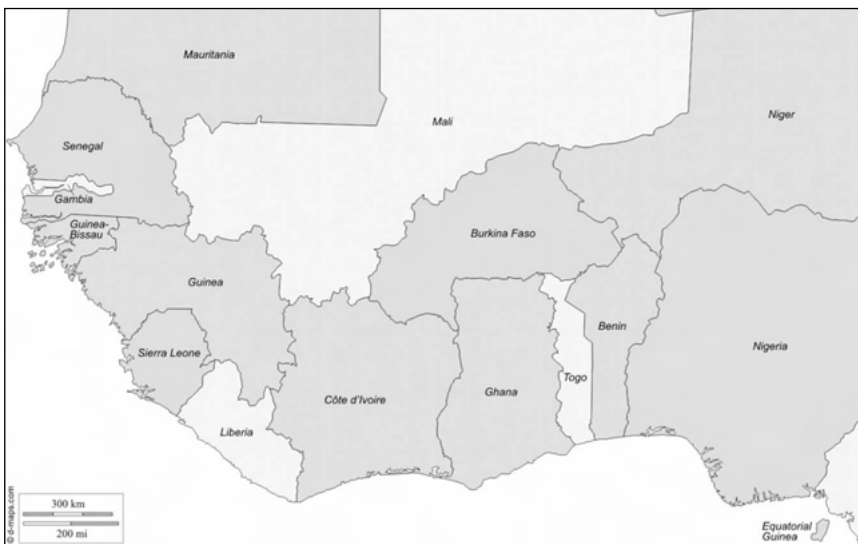 Mauritania
Mali
Niger
Senegal
Gambia
Guinea-
Bissau
Burkina Faso
Guinea
Benin
Sierra Leone
Nigeria
Togo
Côte d'Ivoire
Ghana
Liberia
300 km
200 mi
© d-maps.com
Equatorial
Guinea